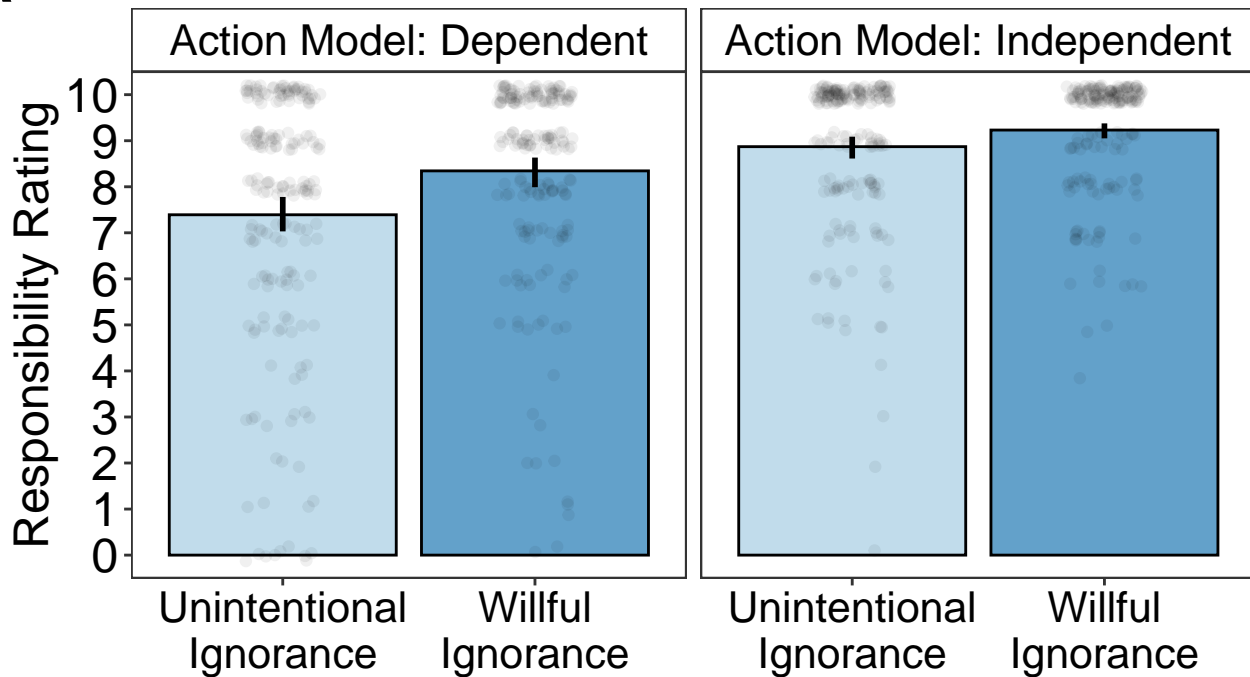 Action Model: Dependent
Action Model: Independent
Responsibility Rating
10
9
8
7
6
5
4
3
2
1
0
Unintentional
Ignorance
Willful
Ignorance
Unintentional
Ignorance
Willful
Ignorance